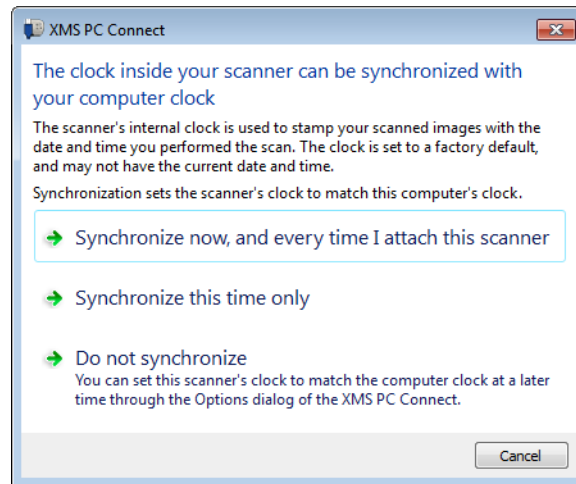 XMS PC Connect
The clock inside your scanner can be synchronized with
your computer clock
The scanner's internal clock is used to stamp your scanned images with the
date and time you performed the scan. The clock is set to a factory default,
and may not have the current date and time.
Synchronization sets the scanner's clock to match this computer's clock.
Synchronize now, and every time I attach this scanner
Synchronize this time only
Do not synchronize
You can set this scanner's clock to match the computer clock at a later
time through the Options dialog of the XMS PC Connect.
Cancel